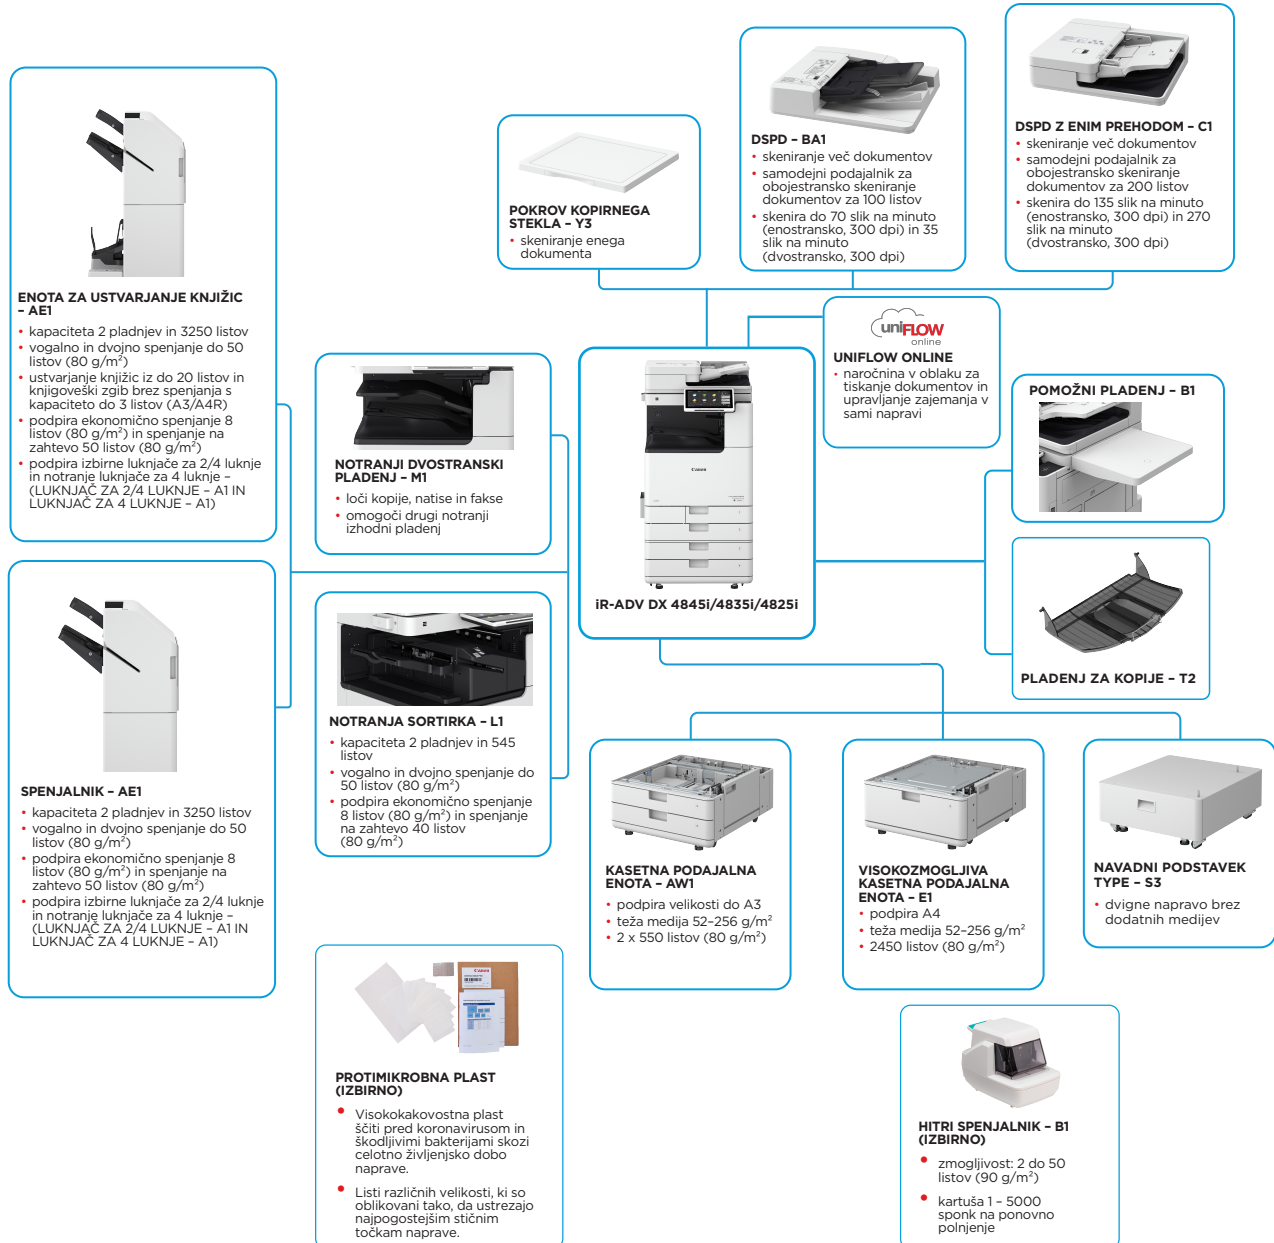 DSPD Z ENIM PREHODOM – C1
• skeniranje več dokumentov
• samodejni podajalnik za
obojestransko skeniranje
dokumentov za 200 listov
• skenira do 135 slik na minuto
(enostransko, 300 dpi) in 270
slik na minuto
(dvostransko, 300 dpi)
DSPD – BA1
• skeniranje več dokumentov
• samodejni podajalnik za
obojestransko skeniranje
dokumentov za 100 listov
• skenira do 70 slik na minuto
(enostransko, 300 dpi) in 35
slik na minuto
(dvostransko, 300 dpi)
POKROV KOPIRNEGA
STEKLA – Y3
• skeniranje enega
dokumenta
ENOTA ZA USTVARJANJE KNJIŽIC
– AE1
• kapaciteta 2 pladnjev in 3250 listov
• vogalno in dvojno spenjanje do 50
listov (80 g/m²)
• ustvarjanje knjižic iz do 20 listov in
knjigoveški zgib brez spenjanja s
kapaciteto do 3 listov (A3/A4R)
• podpira ekonomično spenjanje 8
listov (80 g/m²) in spenjanje na
zahtevo 50 listov (80 g/m²)
• podpira izbirne luknjače za 2/4 luknje
in notranje luknjače za 4 luknje –
(LUKNJAČ ZA 2/4 LUKNJE – A1 IN
LUKNJAČ ZA 4 LUKNJE – A1)
uniFLOW
online
UNIFLOW ONLINE
• naročnina v oblaku za
tiskanje dokumentov in
upravljanje zajemanja v
sami napravi
NOTRANJI DVOSTRANSKI
PLADENJ – M1
• loči kopije, natise in fakse
• omogoči drugi notranji
izhodni pladenj
Canon
iR-ADV DX 4845i/4835i/4825i
POMOŽNI PLADENJ – B1
PLADENJ ZA KOPIJE – T2
SPENJALNIK – AE1
• kapaciteta 2 pladnjev in 3250 listov
• vogalno in dvojno spenjanje do 50
listov (80 g/m²)
• podpira ekonomično spenjanje 8
listov (80 g/m²) in spenjanje na
zahtevo 50 listov (80 g/m²)
• podpira izbirne luknjače za 2/4 luknje
in notranje luknjače za 4 luknje –
(LUKNJAČ ZA 2/4 LUKNJE – A1 IN
LUKNJAČ ZA 4 LUKNJE – A1)
NOTRANJA SORTIRKA – L1
• kapaciteta 2 pladnjev in 545
listov
• vogalno in dvojno spenjanje do
50 listov (80 g/m²)
• podpira ekonomično spenjanje
8 listov (80 g/m²) in spenjanje
na zahtevo 40 listov
(80 g/m²)
KASETNA PODAJALNA
ENOTA – AW1
• podpira velikosti do A3
• teža medija 52–256 g/m²
• 2 x 550 listov (80 g/m²)
VISOKOZMOGLJIVA
KASETNA PODAJALNA
ENOTA – E1
• podpira A4
• teža medija 52–256 g/m²
• 2450 listov (80 g/m²)
NAVADNI PODSTAVEK
TYPE – S3
• dvigne napravo brez
dodatnih medijev
Canon
PROTIMIKROBNA PLAST
(IZBIRNO)
• Visokokakovostna plast
ščiti pred koronavirusom in
škodljivimi bakterijami skozi
celotno življenjsko dobo
naprave.
• Listi različnih velikosti, ki so
oblikovani tako, da ustrezajo
najpogostejšim stičnim
točkam naprave.
HITRI SPENJALNIK – B1
(IZBIRNO)
• zmogljivost: 2 do 50
listov (90 g/m²)
• kartuša 1 – 5000
sponk na ponovno
polnjenje